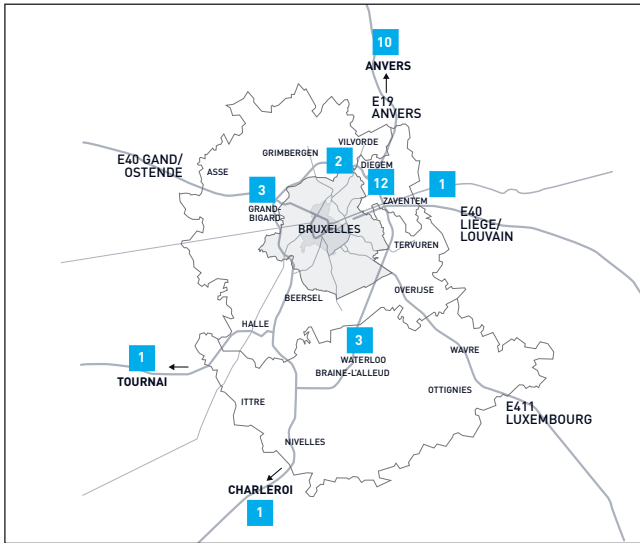 10
ANVERS
E19
ANVERS
VILVORDE
GRIMBERGEN
2
DIEGEM
E40 GAND/
OSTENDE
ASSE
12
1
3
ZAVENTEM
GRAND-
BIGARD
E40
LIÈGE/
LOUVAIN
BRUXELLES
TERVUREN
OVERIJSE
BEERSEL
HALLE
3
WATERLOO
BRAINE-L'ALLEUD
WAVRE
1
TOURNAI
OTTIGNIES
ITTRE
E411
LUXEMBOURG
NIVELLES
CHARLEROI
1